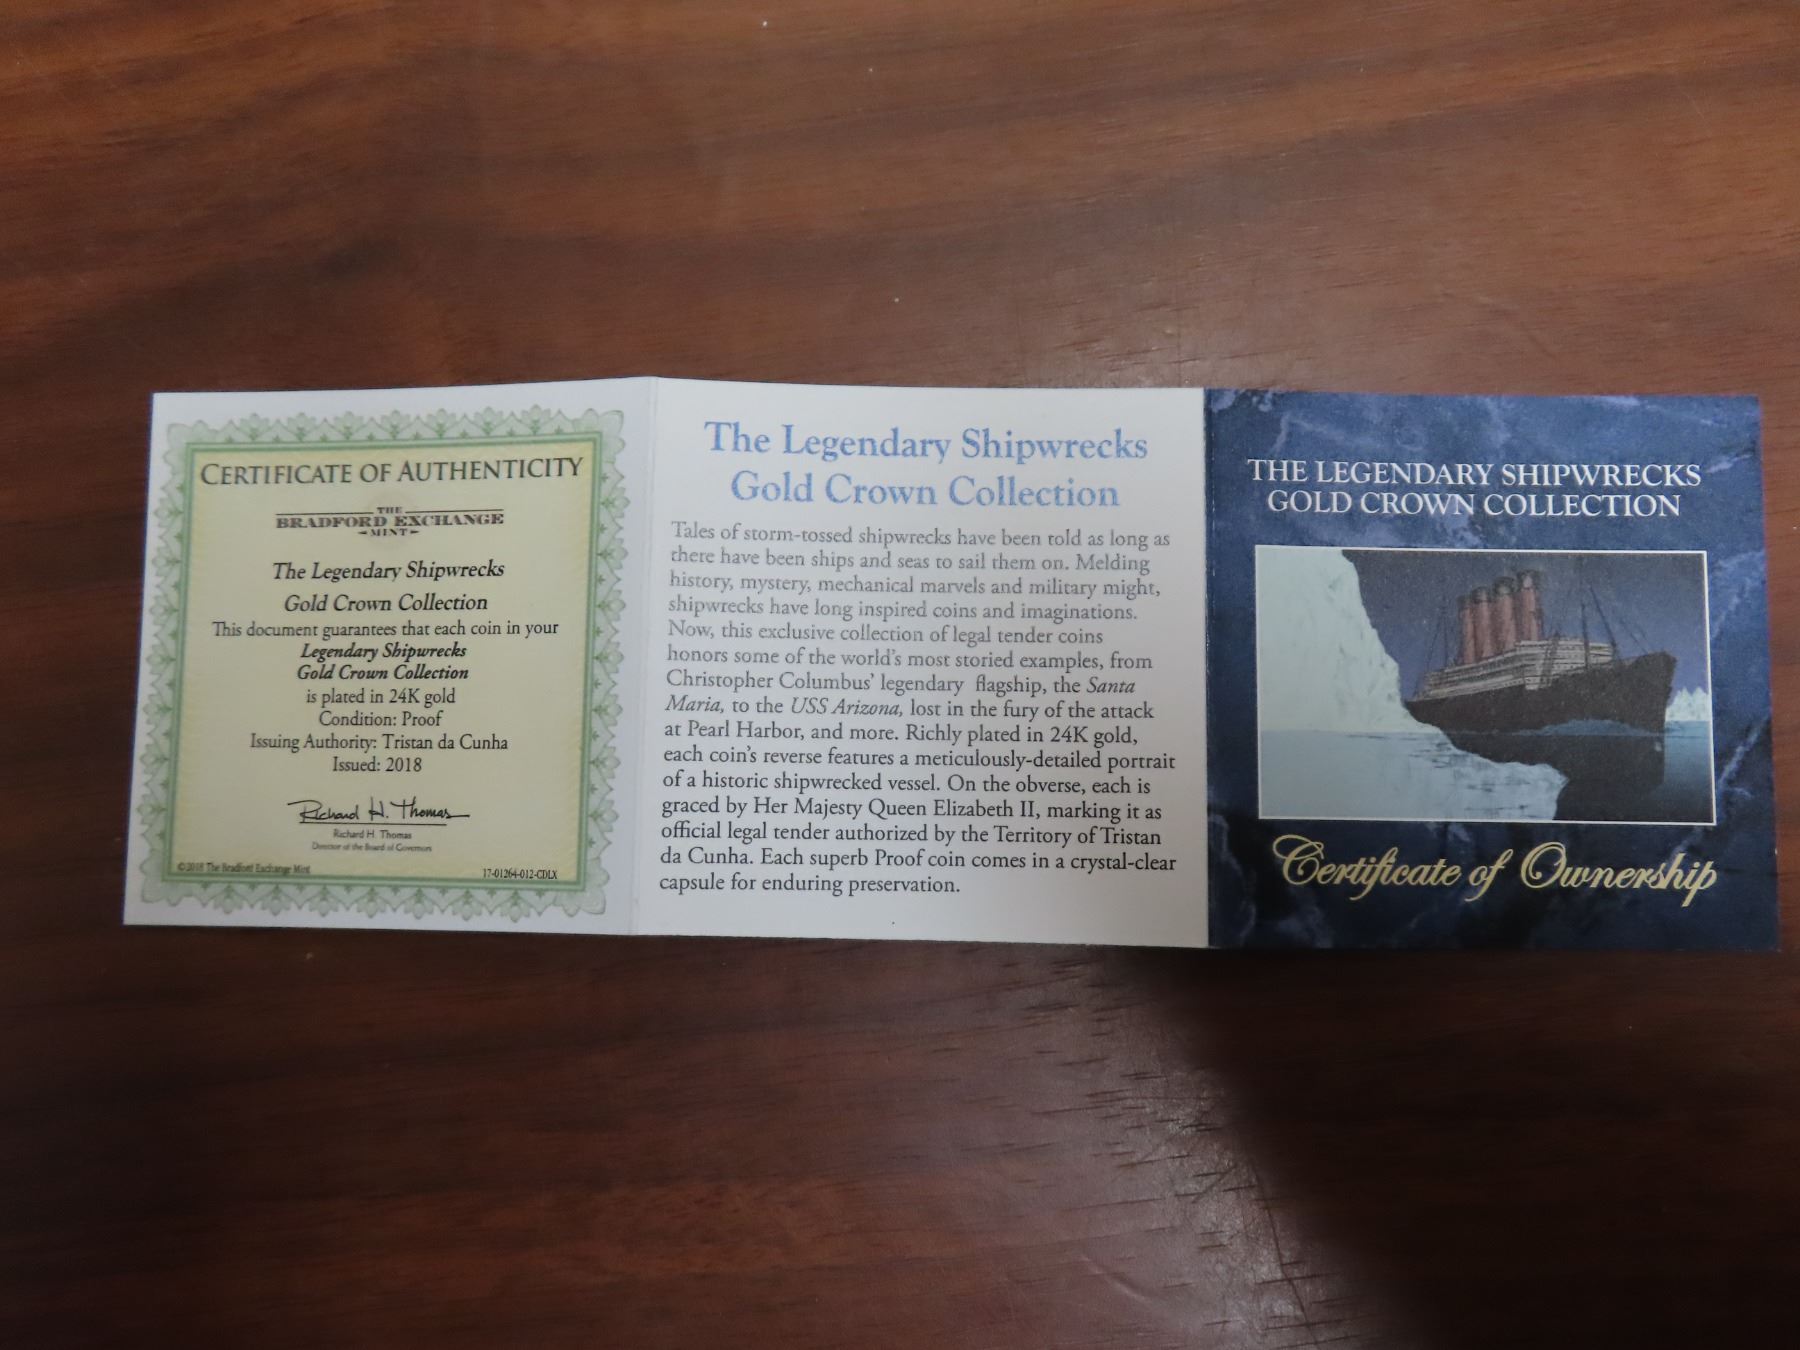 CERTIFICATE OF AUTHENTICITY
THE
BRADFORD EXCHANGE
-MINT-
The Legendary Shipwrecks
Gold Crown Collection
This document guarantees that each coin in your
Legendary Shipwrecks
Gold Crown Collection
is plated in 24K gold
Condition: Proof
Issuing Authority: Tristan da Cunha
Issued: 2018
Richard H. Thomas
Richard H. Thomas
Director of the Board of Governors
©2018 The Bradford Exchange Mint
17-01264-012-CDLX
The Legendary Shipwrecks
Gold Crown Collection
Tales of storm-tossed shipwrecks have been told as long as
there have been ships and seas to sail them on. Melding
history, mystery, mechanical marvels and military might,
shipwrecks have long inspired coins and imaginations.
Now, this exclusive collection of legal tender coins
honors some of the world's most storied examples, from
Christopher Columbus' legendary flagship, the Santa
Maria, to the USS Arizona, lost in the fury of the attack
at Pearl Harbor, and more. Richly plated in 24K gold,
each coin's reverse features a meticulously-detailed portrait
of a historic shipwrecked vessel. On the obverse, each is
graced by Her Majesty Queen Elizabeth II, marking it as
official legal tender authorized by the Territory of Tristan
da Cunha. Each superb Proof coin comes in a crystal-clear
capsule for enduring preservation.
THE LEGENDARY SHIPWRECKS
GOLD CROWN COLLECTION
Certificate of Ownership